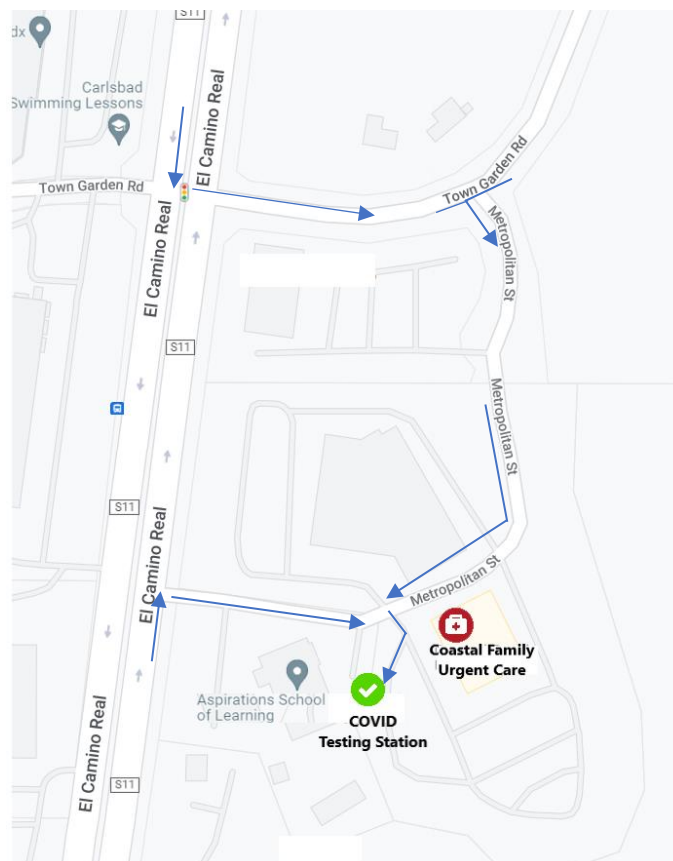 S11
dx
Carlsbad
Swimming Lessons
El Camino Real
Town Garden Rd
Town Garden Rd
El Camino Real
Metropolitan St
S11
Metropolitan St
S11
El Camino Real
Metropolitan St
Coastal Family
Urgent Care
Aspirations School
of Learning
COVID
Testing Station
El Camino Real
S11